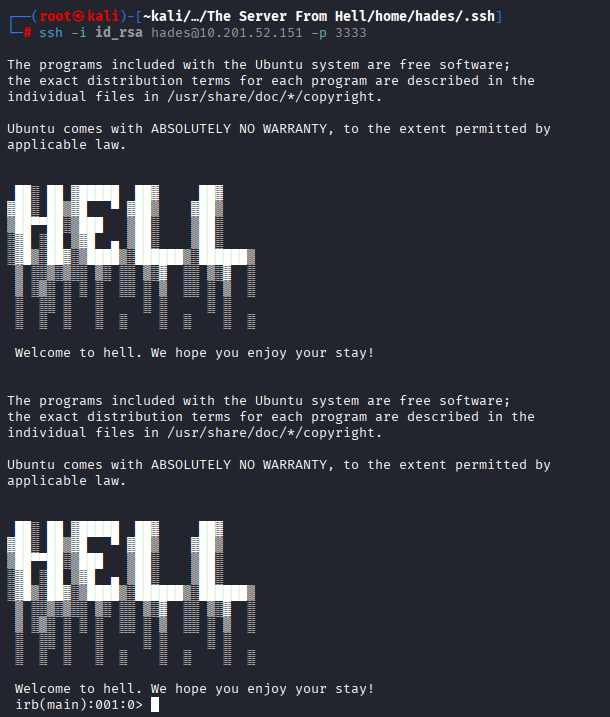 ┌──(root㉿kali)-[~kali/…/The Server From Hell/home/hades/.ssh]
└─# ssh -i id_rsa hades@10.201.52.151 -p 3333
The programs included with the Ubuntu system are free software;
the exact distribution terms for each program are described in the
individual files in /usr/share/doc/*/copyright.
Ubuntu comes with ABSOLUTELY NO WARRANTY, to the extent permitted by
applicable law.
HELL
Welcome to hell. We hope you enjoy your stay!
The programs included with the Ubuntu system are free software;
the exact distribution terms for each program are described in the
individual files in /usr/share/doc/*/copyright.
Ubuntu comes with ABSOLUTELY NO WARRANTY, to the extent permitted by
applicable law.
HELL
Welcome to hell. We hope you enjoy your stay!
irb(main):001:0>